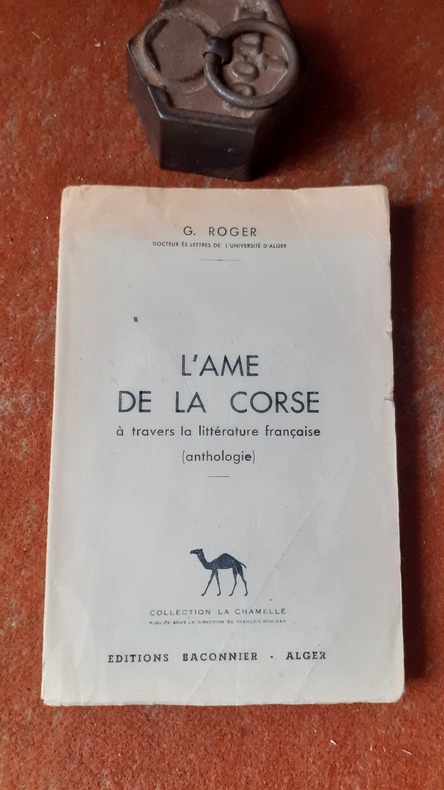 G. ROGER
DOCTEUR ÈS LETTRES DE L'UNIVERSITÉ D'ALGER
L'AME
DE LA CORSE
à travers la littérature française
(anthologie)
COLLECTION LA CHAMELLE
PUBLIÉE SOUS LA DIRECTION DE FRANÇOIS BONJEAN
EDITIONS BACONNIER - ALGER